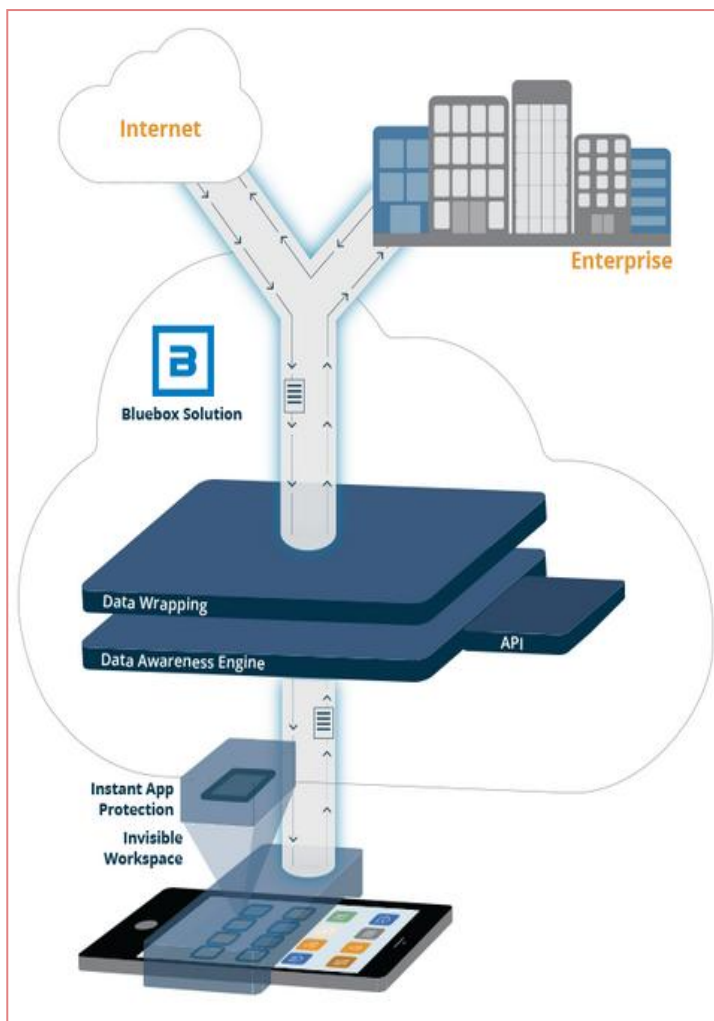 Internet
Enterprise
B
Bluebox Solution
Data Wrapping
Data Awareness Engine
API
Instant App
Protection
Invisible
Workspace